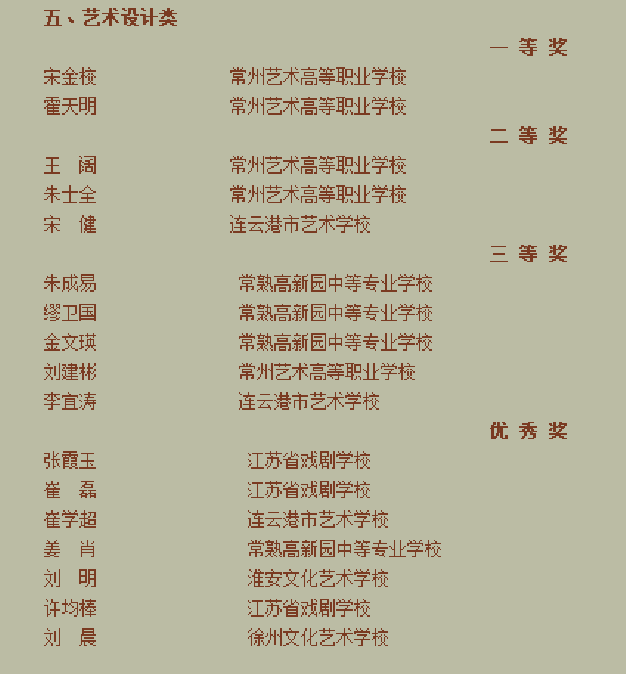 五、艺术设计类
一 等 奖
宋金校 常州艺术高等职业学校
霍天明 常州艺术高等职业学校
二 等 奖
王　阔 常州艺术高等职业学校
朱士全 常州艺术高等职业学校
宋　健 连云港市艺术学校
三 等 奖
朱成易 常熟高新园中等专业学校
缪卫国 常熟高新园中等专业学校
金文瑛 常熟高新园中等专业学校
刘建彬 常州艺术高等职业学校
李宜涛 连云港市艺术学校
优 秀 奖
张霞玉 江苏省戏剧学校
崔　磊 江苏省戏剧学校
崔学超 连云港市艺术学校
姜　肖 常熟高新园中等专业学校
刘　明 淮安文化艺术学校
许均棒 江苏省戏剧学校
刘　晨 徐州文化艺术学校